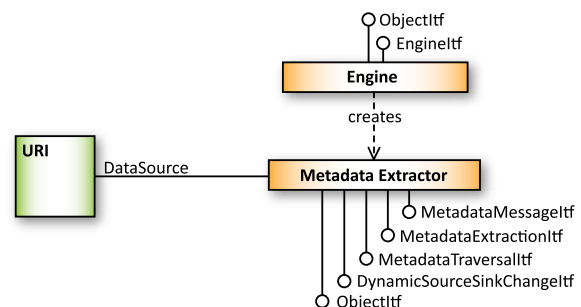 ObjectItf
EngineItf
Engine
creates
URI
DataSource
Metadata Extractor
MetadataMessageItf
MetadataExtractionItf
MetadataTraversalItf
DynamicSourceSinkChangeItf
ObjectItf